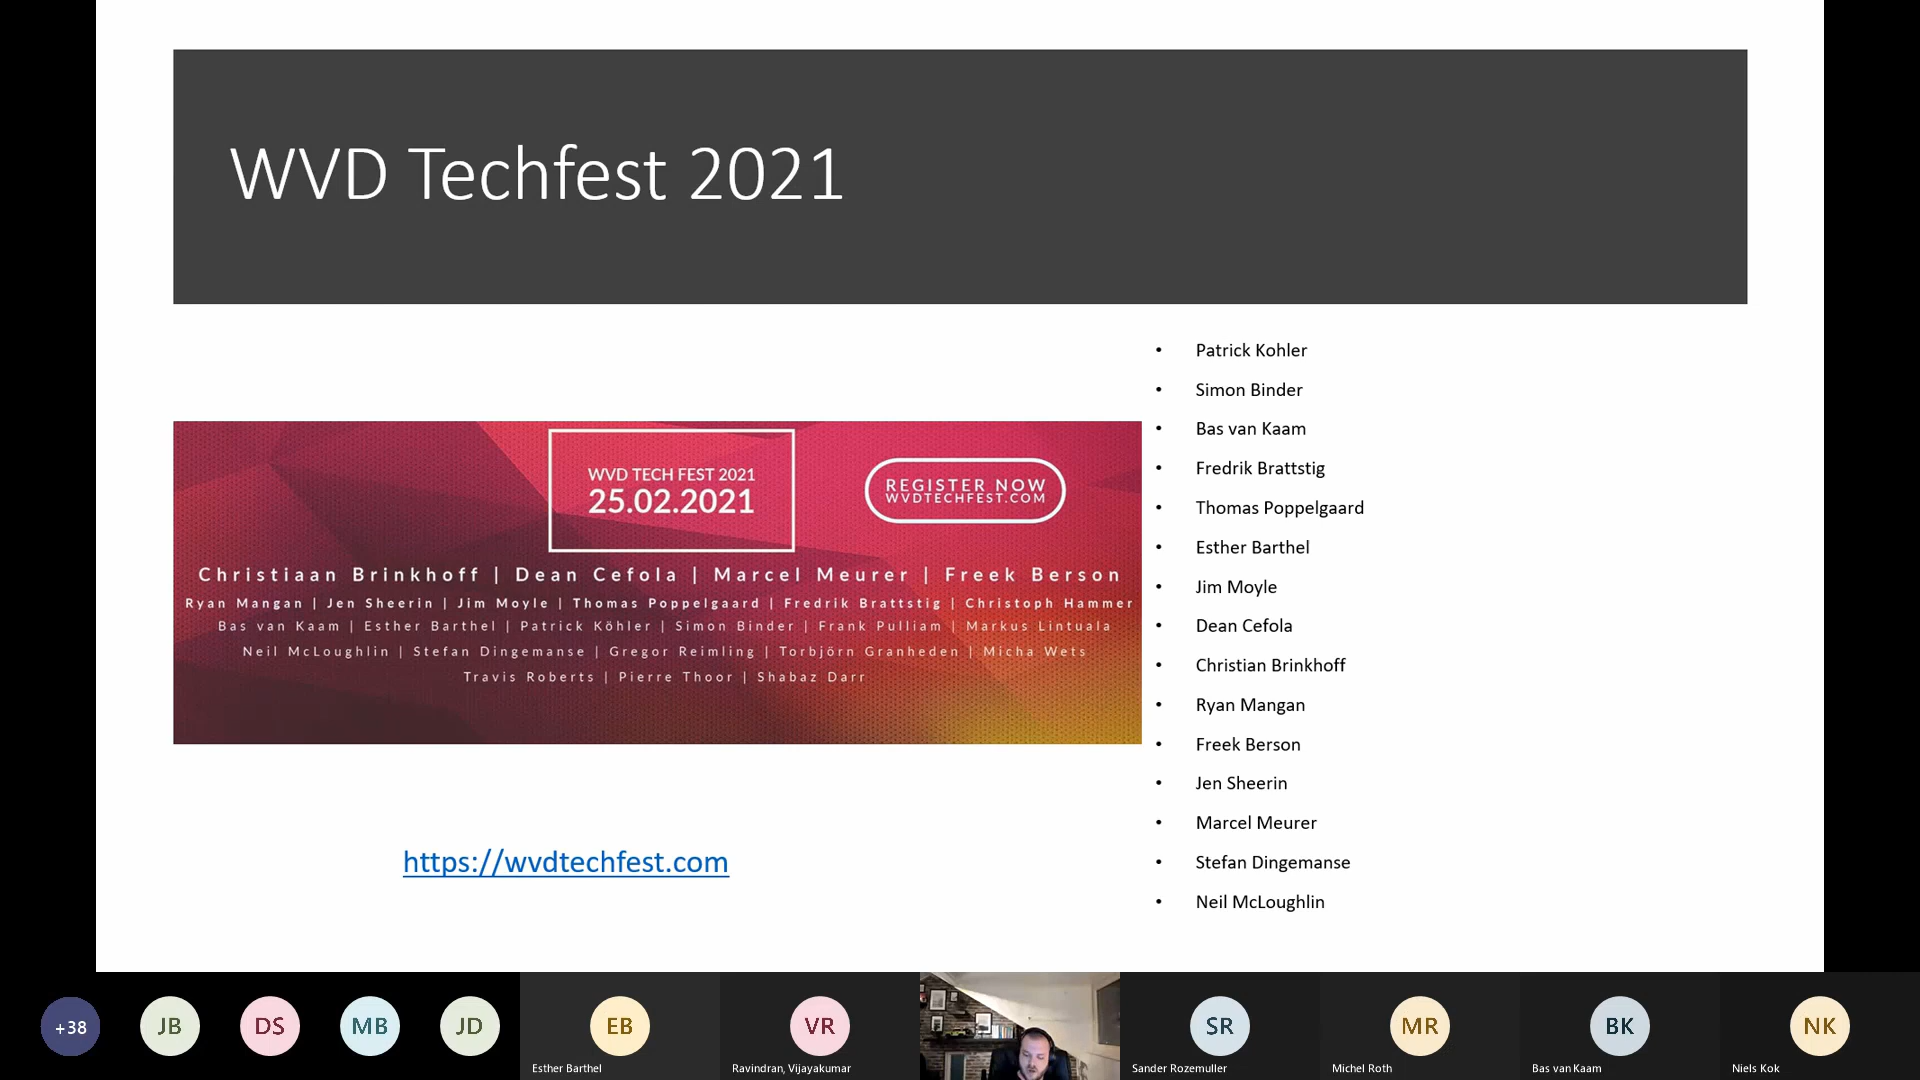 WVD Techfest 2021
WVD TECH FEST 2021
25.02.2021
REGISTER NOW
WVDTECHFEST.COM
Christiaan Brinkhoff | Dean Cefola | Marcel Meurer | Freek Berson
Ryan Mangan | Jen Sheerin | Jim Moyle | Thomas Poppelgaard | Fredrik Brattstig | Christoph Hammer
Bas van Kaam | Esther Barthel | Patrick Köhler | Simon Binder | Frank Pulliam | Markus Lintuala
Neil McLoughlin | Stefan Dingemanse | Gregor Reimling | Torbjörn Granheden | Micha Wets
Travis Roberts | Pierre Thoor | Shabaz Darr
https://wvdtechfest.com
• Patrick Kohler
• Simon Binder
• Bas van Kaam
• Fredrik Brattstig
• Thomas Poppelgaard
• Esther Barthel
• Jim Moyle
• Dean Cefola
• Christian Brinkhoff
• Ryan Mangan
• Freek Berson
• Jen Sheerin
• Marcel Meurer
• Stefan Dingemanse
• Neil McLoughlin
+38
JB
DS
MB
JD
EB
Esther Barthel
VR
Ravindran, Vijayakumar
SR
Sander Rozemuller
MR
Michel Roth
BK
Bas van Kaam
NK
Niels Kok